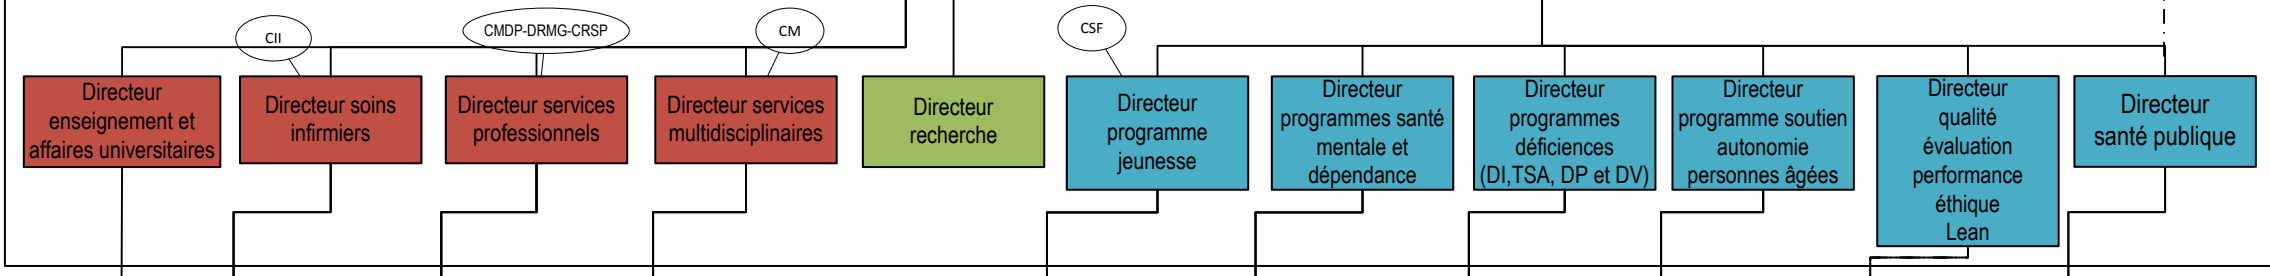 CII
CMDP-DRMG-CRSP
CM
CSF
Directeur
enseignement et
affaires universitaires
Directeur soins
infirmiers
Directeur services
professionnels
Directeur services
multidisciplinaires
Directeur
recherche
Directeur
programme
jeunesse
Directeur
programmes santé
mentale et
dépendance
Directeur
programmes
déficiences
(DI,TSA, DP et DV)
Directeur
programme soutien
autonomie
personnes âgées
Directeur
qualité
évaluation
performance
éthique
Lean
Directeur
santé publique